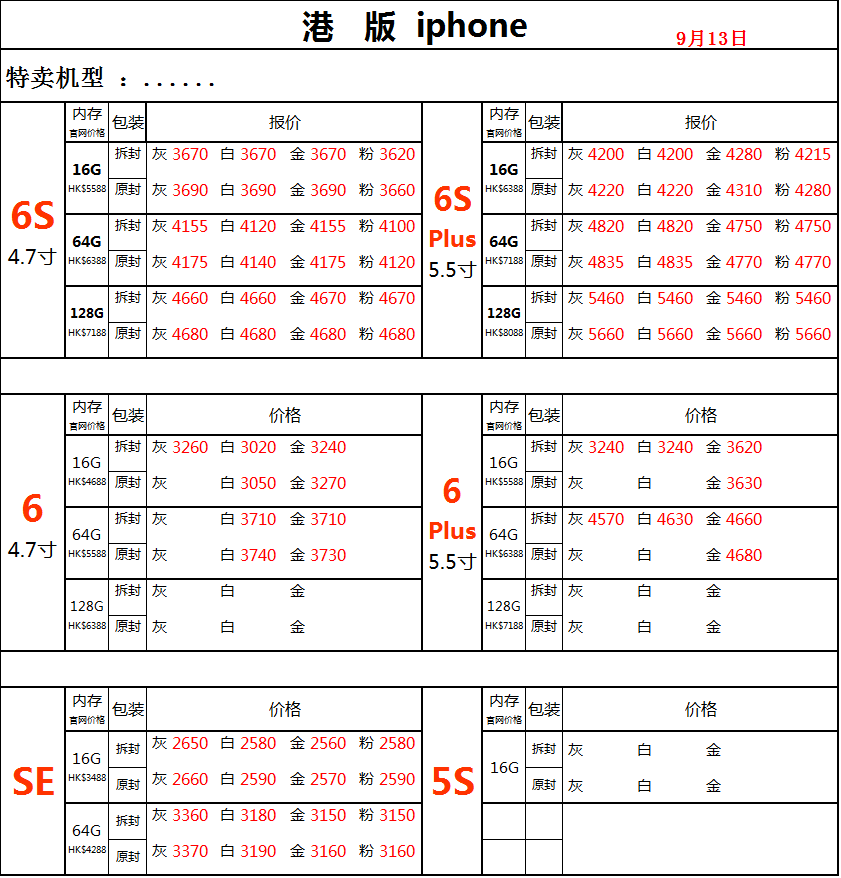 港 版 iphone
9月13日
特卖机型 ：......
6S
4.7寸
内存
官网价格
包装
报价
16G
HK$5588
拆封 灰 3670 白 3670 金 3670 粉 3620
原封 灰 3690 白 3690 金 3690 粉 3660
64G
HK$6388
拆封 灰 4155 白 4120 金 4155 粉 4100
原封 灰 4175 白 4140 金 4175 粉 4120
128G
HK$7188
拆封 灰 4660 白 4660 金 4670 粉 4670
原封 灰 4680 白 4680 金 4680 粉 4680
6S
Plus
5.5寸
内存
官网价格
包装
报价
16G
HK$6388
拆封 灰 4200 白 4200 金 4280 粉 4215
原封 灰 4220 白 4220 金 4310 粉 4280
64G
HK$7188
拆封 灰 4820 白 4820 金 4750 粉 4750
原封 灰 4835 白 4835 金 4770 粉 4770
128G
HK$8088
拆封 灰 5460 白 5460 金 5460 粉 5460
原封 灰 5660 白 5660 金 5660 粉 5660
6
4.7寸
内存
官网价格
包装
价格
16G
HK$4688
拆封 灰 3260 白 3020 金 3240
原封 灰 白 3050 金 3270
64G
HK$5588
拆封 灰 白 3710 金 3710
原封 灰 白 3740 金 3730
128G
HK$6388
拆封 灰 白 金
原封 灰 白 金
6
Plus
5.5寸
内存
官网价格
包装
价格
16G
HK$5588
拆封 灰 3240 白 3240 金 3620
原封 灰 白 金 3630
64G
HK$6388
拆封 灰 4570 白 4630 金 4660
原封 灰 白 金 4680
128G
HK$7188
拆封 灰 白 金
原封 灰 白 金
SE
内存
官网价格
包装
价格
16G
HK$3488
拆封 灰 2650 白 2580 金 2560 粉 2580
原封 灰 2660 白 2590 金 2570 粉 2590
64G
HK$4288
拆封 灰 3360 白 3180 金 3150 粉 3150
原封 灰 3370 白 3190 金 3160 粉 3160
5S
内存
官网价格
包装
价格
16G
拆封 灰 白 金
原封 灰 白 金